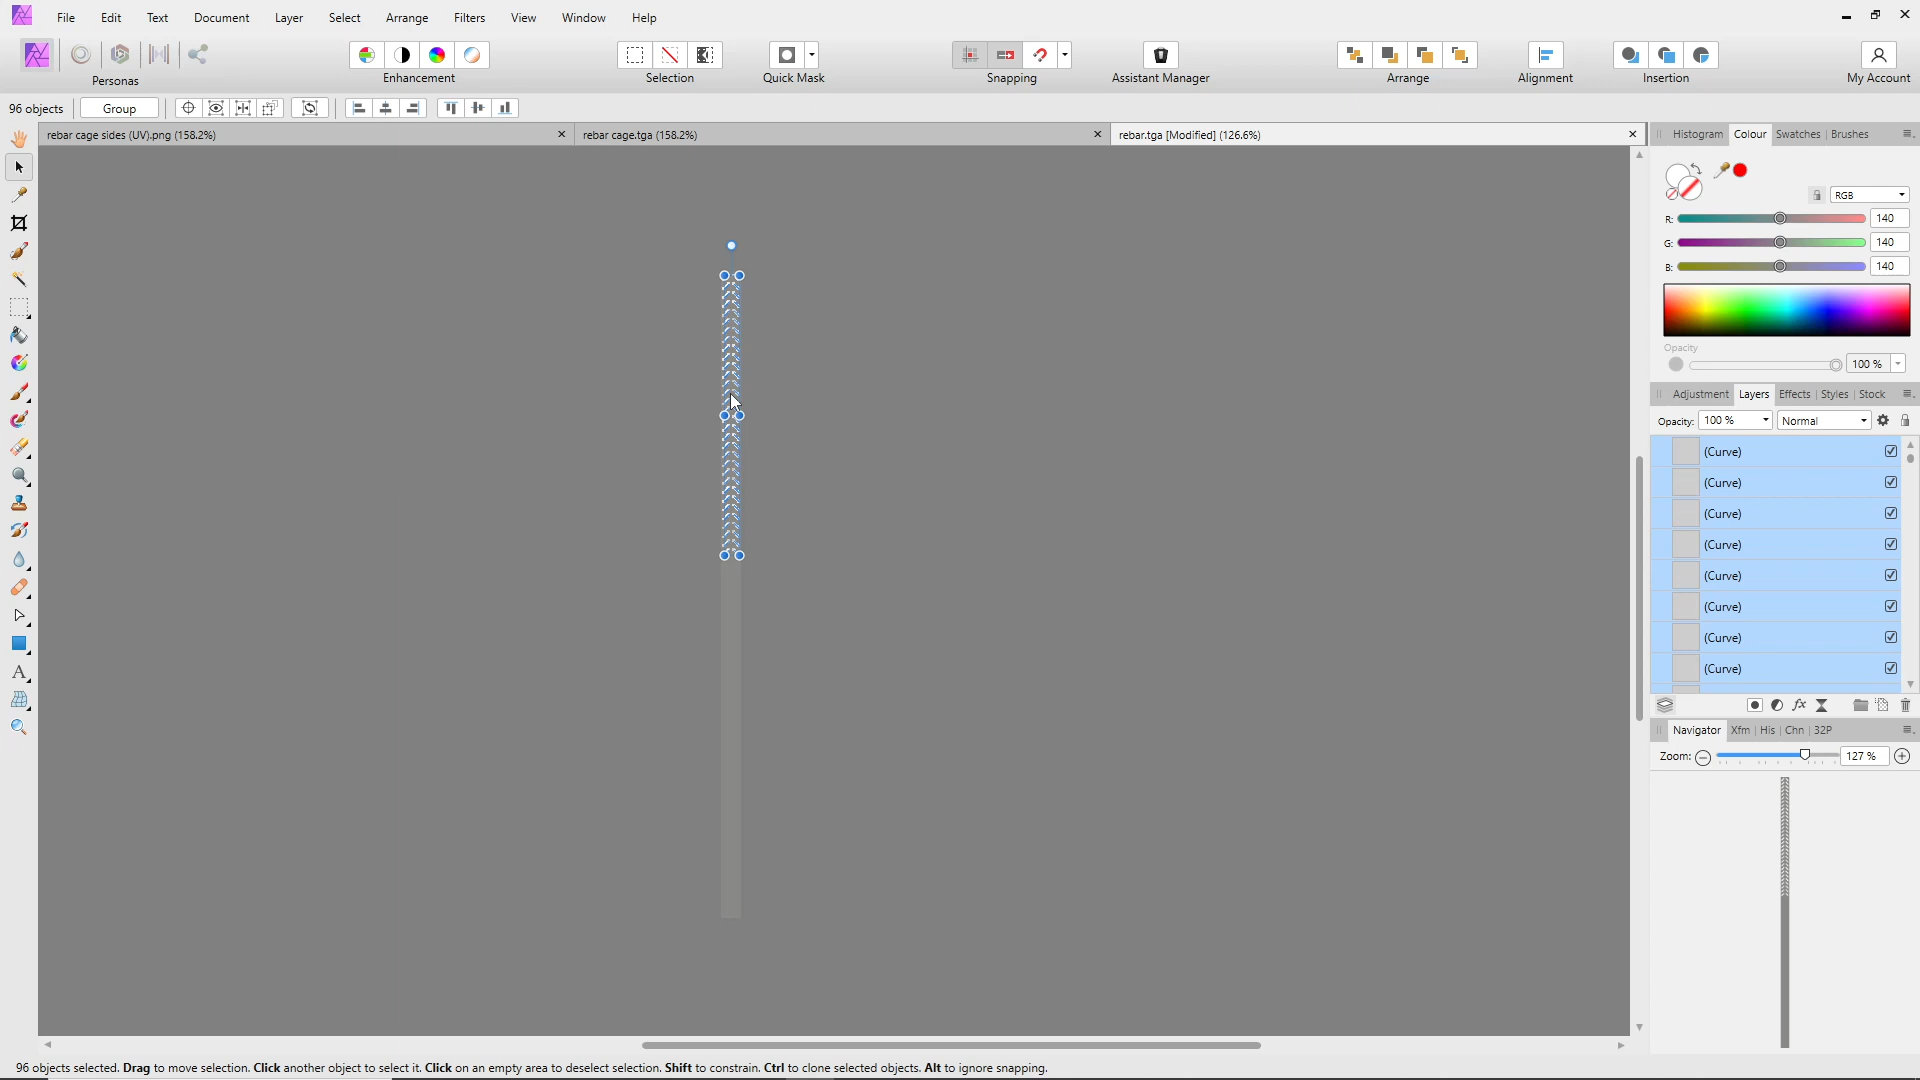 File Edit Text Document Layer Select Arrange Filters View Window Help
Personas Enhancement Selection Quick Mask Snapping Assistant Manager Arrange Alignment Insertion My Account
96 objects Group
rebar cage sides (UV).png (158.2%) rebar cage.tga (158.2%) rebar.tga [Modified] (126.6%)
Histogram Colour Swatches Brushes
RGB
R: 140
G: 140
B: 140
Opacity
100 %
Adjustment Layers Effects Styles Stock
Opacity: 100 % Normal
(Curve)
(Curve)
(Curve)
(Curve)
(Curve)
(Curve)
(Curve)
(Curve)
Navigator Xfm His Chn 32P
Zoom: 127 %
96 objects selected. Drag to move selection. Click another object to select it. Click on an empty area to deselect selection. Shift to constrain. Ctrl to clone selected objects. Alt to ignore snapping.